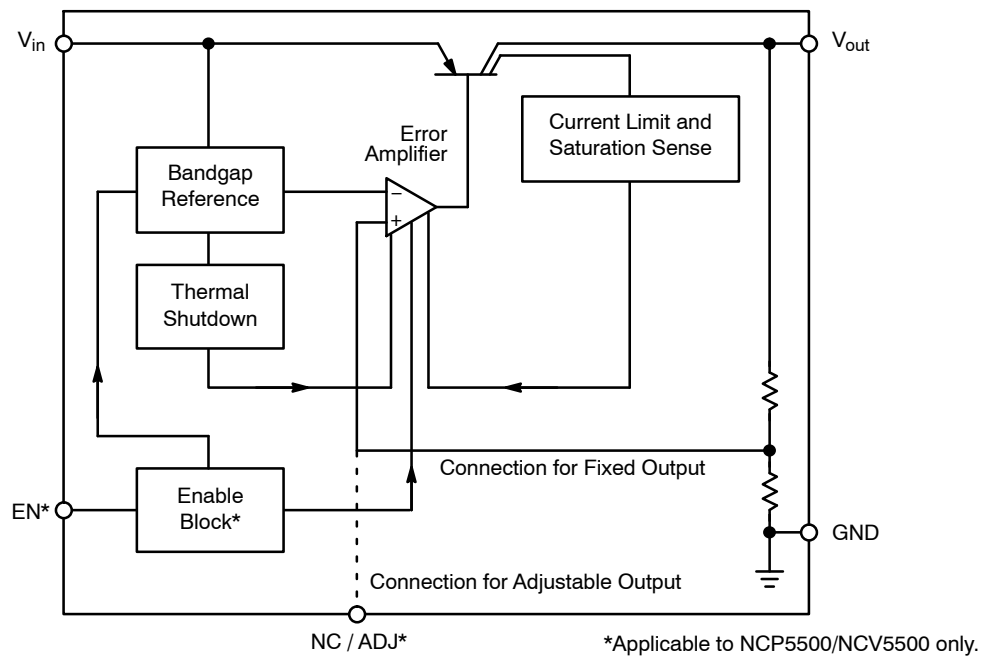 Vin
Vout
Error
Amplifier
Current Limit and
Saturation Sense
Bandgap
Reference
−
+
Thermal
Shutdown
Connection for Fixed Output
EN*
Enable
Block*
GND
Connection for Adjustable Output
NC / ADJ*
*Applicable to NCP5500/NCV5500 only.